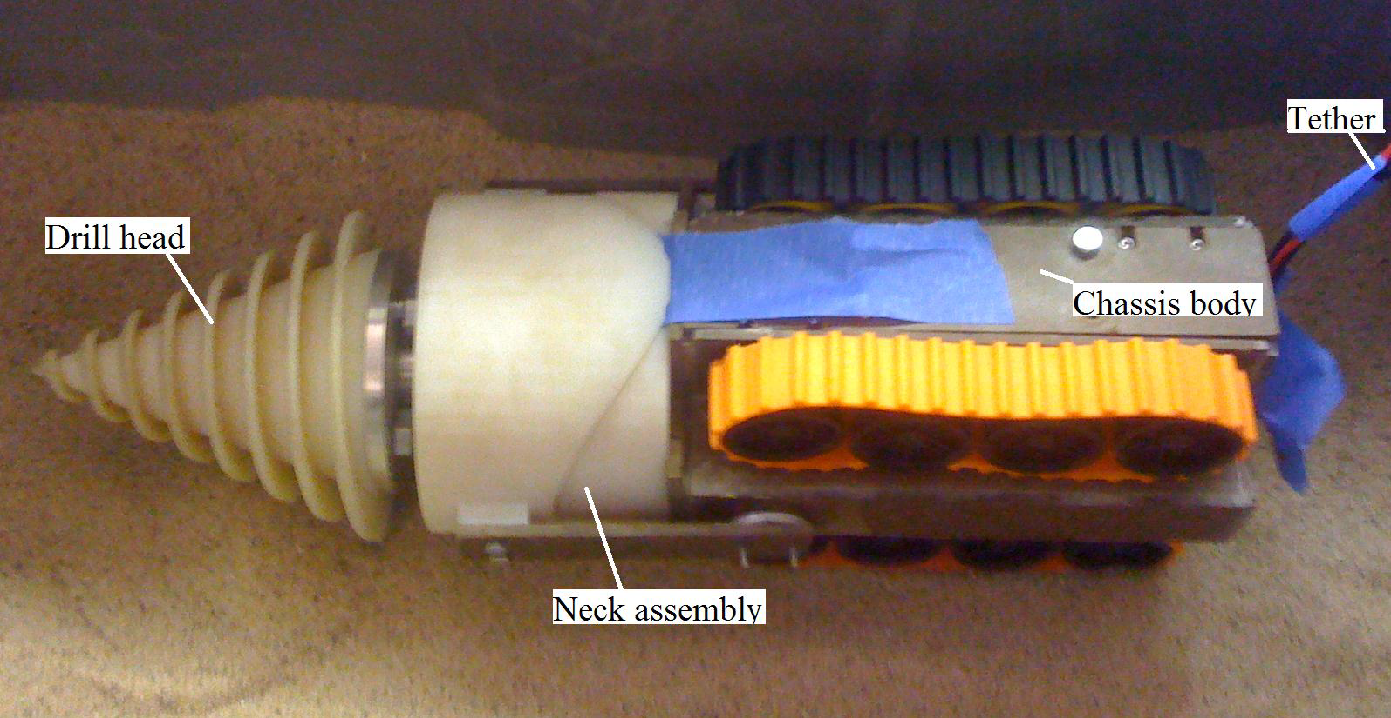 Tether
Drill head
Chassis body
Neck assembly